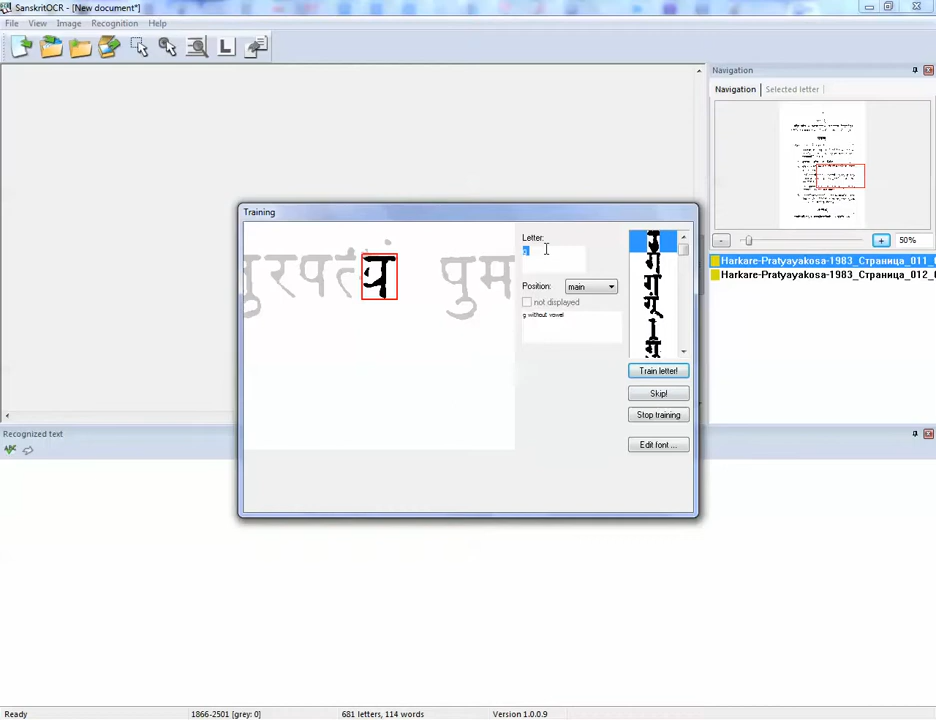 SanskritOCR - [New document*]
File View Image Recognition Help
Navigation
Navigation Selected letter
50%
Harkare-Pratyayakosa-1983_Страница_011_
Harkare-Pratyayakosa-1983_Страница_012_
Training
Letter:
g
Position: main
not displayed
g without vowel
पुम
Train letter!
Skip!
Stop training
Edit font ...
Recognized text
Ready 1866-2501 [grey: 0] 681 letters, 114 words Version 1.0.0.9